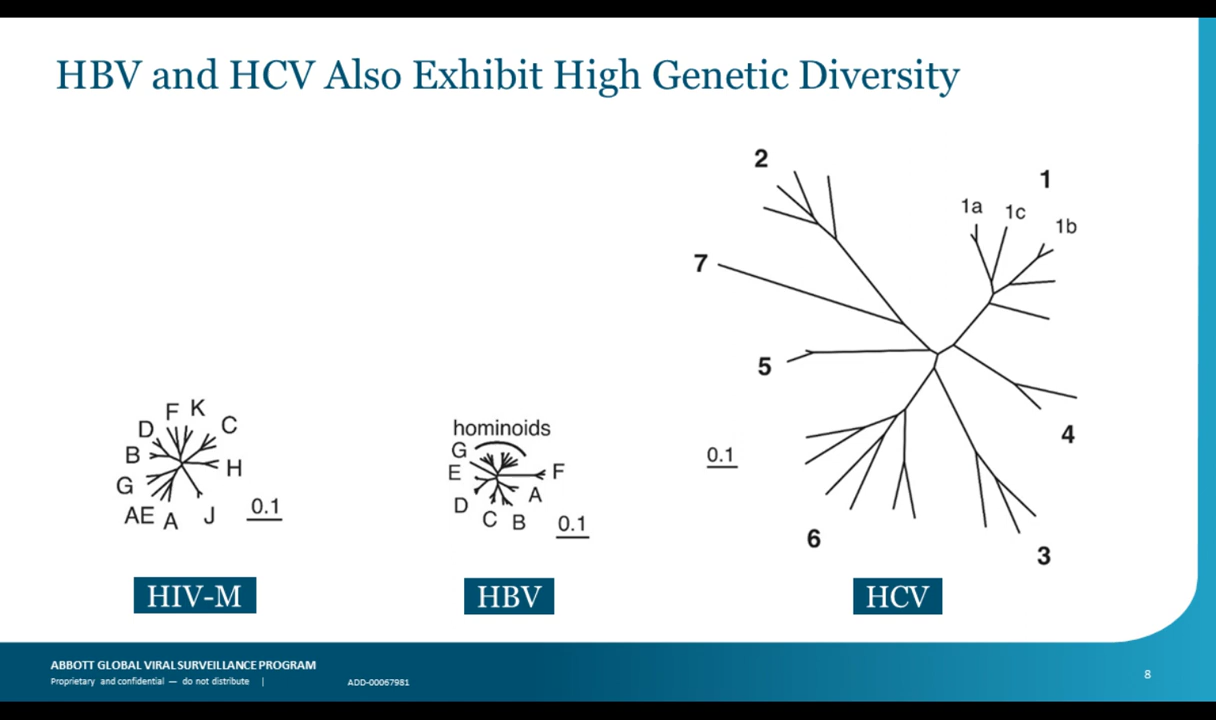 HBV and HCV Also Exhibit High Genetic Diversity
F K
D C
B
H
G
AE A J
0.1
HIV-M
hominoids
G
E F
D A
C B
0.1
HBV
2
1
1a 1c
1b
7
5
4
0.1
6
3
HCV
ABBOTT GLOBAL VIRAL SURVEILLANCE PROGRAM
Proprietary and confidential — do not distribute |
ADD-00067981
8